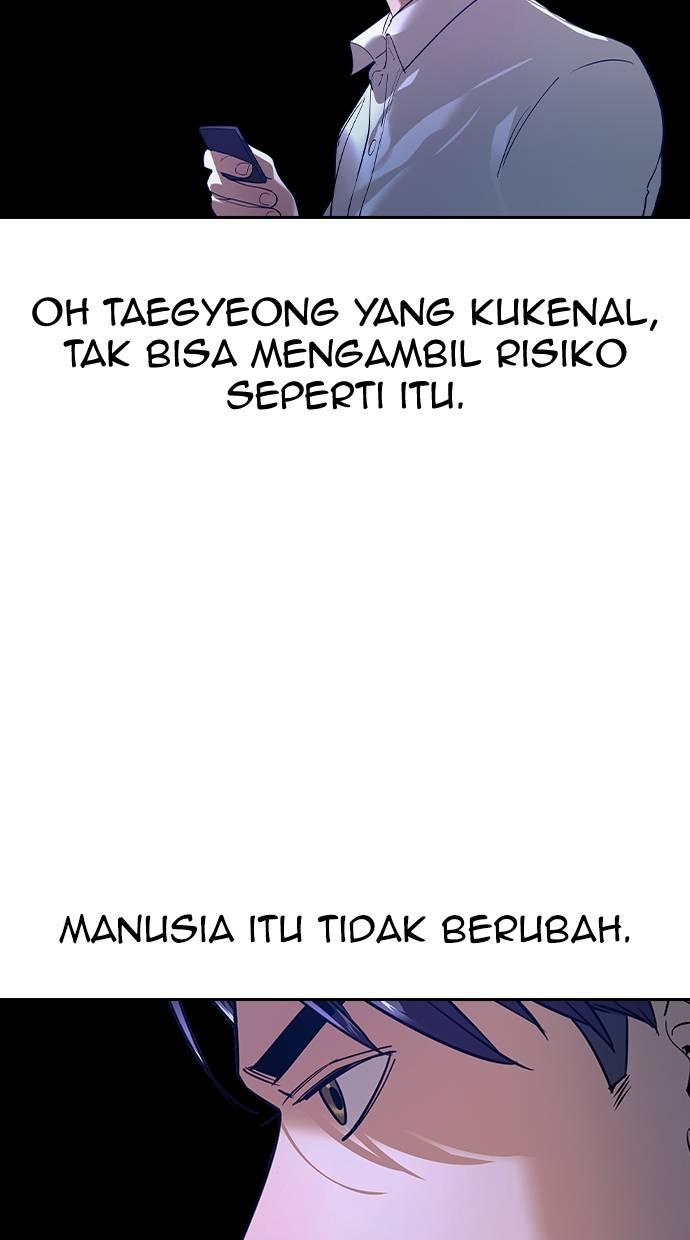 OH TAEGYEONG YANG KUKENAL,
TAK BISA MENGAMBIL RISIKO
SEPERTI ITU.
MANUSIA ITU TIDAK BERUBAH.